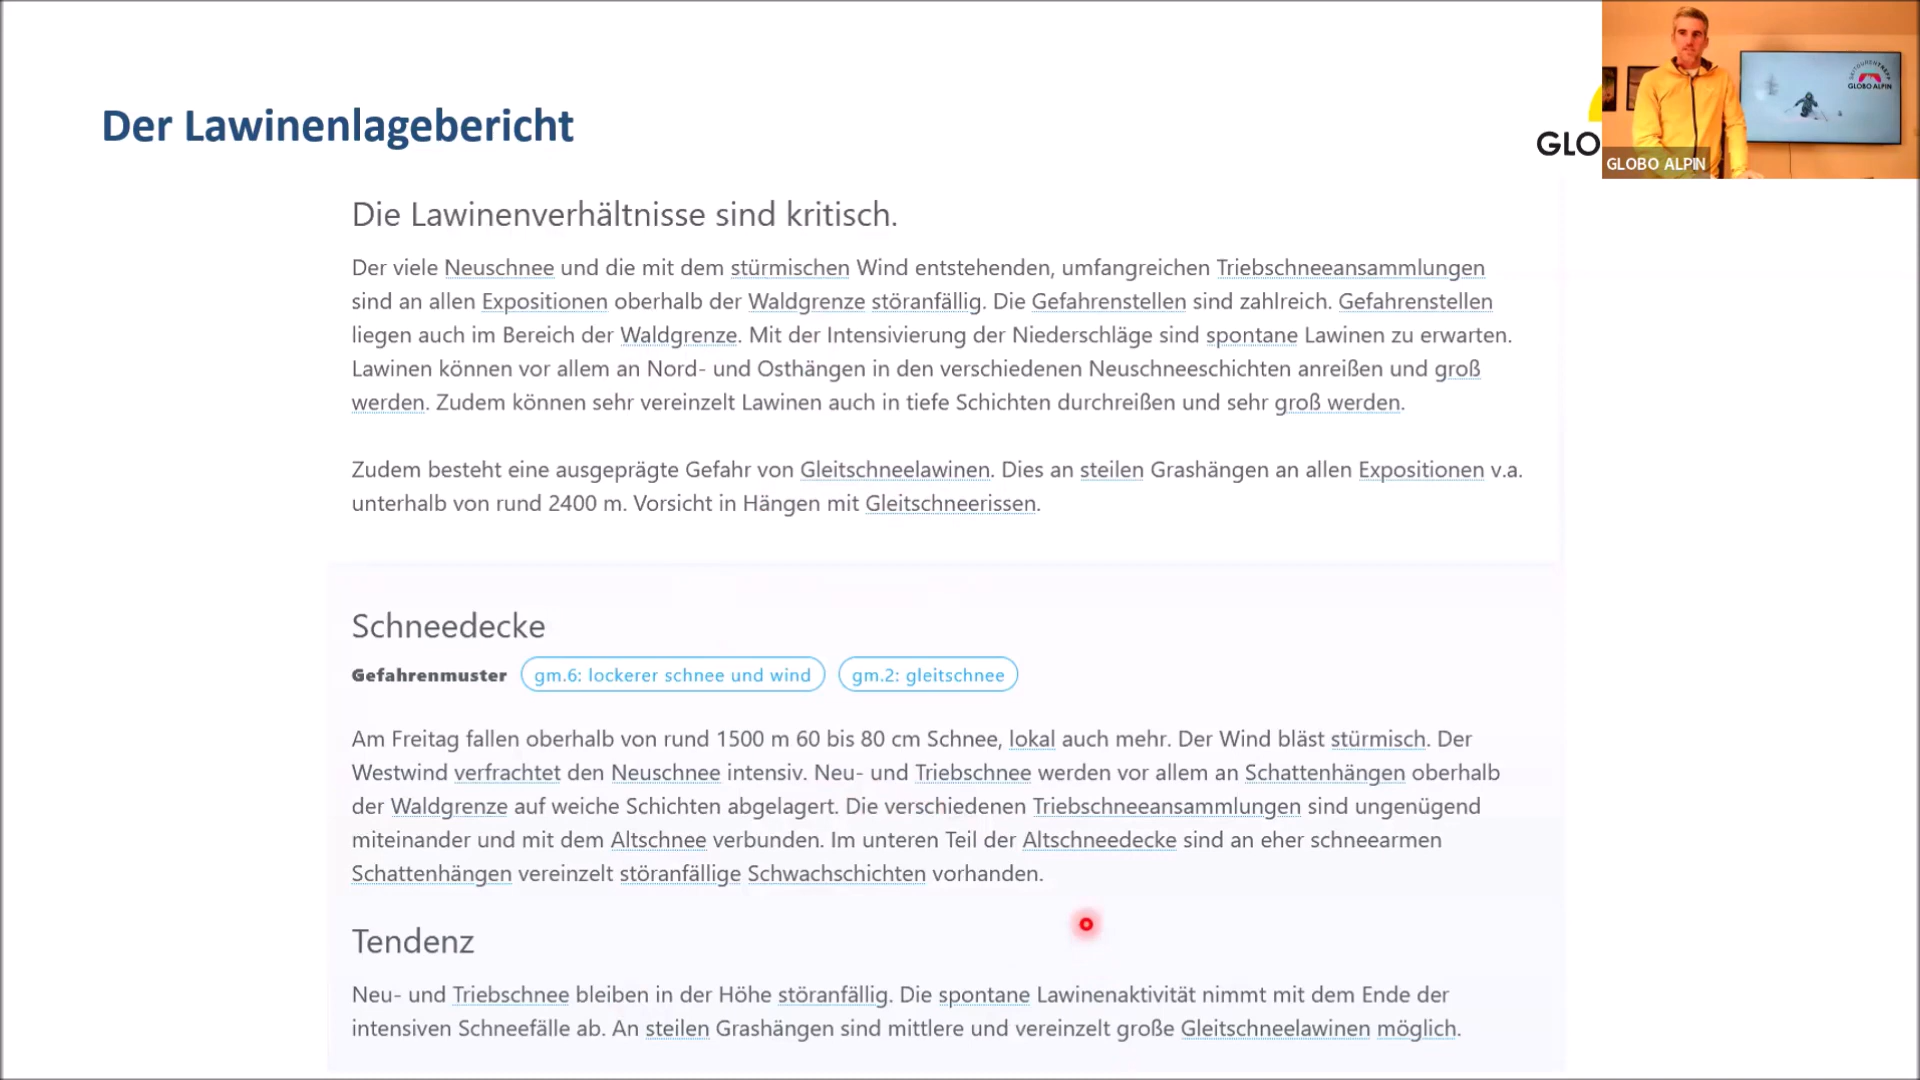 Der Lawinenlagebericht
GLO
GLOBO ALPIN
GLOBO ALPIN
Die Lawinenverhältnisse sind kritisch.
Der viele Neuschnee und die mit dem stürmischen Wind entstehenden, umfangreichen Triebschneeansammlungen
sind an allen Expositionen oberhalb der Waldgrenze störanfällig. Die Gefahrenstellen sind zahlreich. Gefahrenstellen
liegen auch im Bereich der Waldgrenze. Mit der Intensivierung der Niederschläge sind spontane Lawinen zu erwarten.
Lawinen können vor allem an Nord- und Osthängen in den verschiedenen Neuschneeschichten anreißen und groß
werden. Zudem können sehr vereinzelt Lawinen auch in tiefe Schichten durchreißen und sehr groß werden.
Zudem besteht eine ausgeprägte Gefahr von Gleitschneelawinen. Dies an steilen Grashängen an allen Expositionen v.a.
unterhalb von rund 2400 m. Vorsicht in Hängen mit Gleitschneerissen.
Schneedecke
Gefahrenmuster gm.6: lockerer schnee und wind gm.2: gleitschnee
Am Freitag fallen oberhalb von rund 1500 m 60 bis 80 cm Schnee, lokal auch mehr. Der Wind bläst stürmisch. Der
Westwind verfrachtet den Neuschnee intensiv. Neu- und Triebschnee werden vor allem an Schattenhängen oberhalb
der Waldgrenze auf weiche Schichten abgelagert. Die verschiedenen Triebschneeansammlungen sind ungenügend
miteinander und mit dem Altschnee verbunden. Im unteren Teil der Altschneedecke sind an eher schneearmen
Schattenhängen vereinzelt störanfällige Schwachschichten vorhanden.
Tendenz
Neu- und Triebschnee bleiben in der Höhe störanfällig. Die spontane Lawinenaktivität nimmt mit dem Ende der
intensiven Schneefälle ab. An steilen Grashängen sind mittlere und vereinzelt große Gleitschneelawinen möglich.